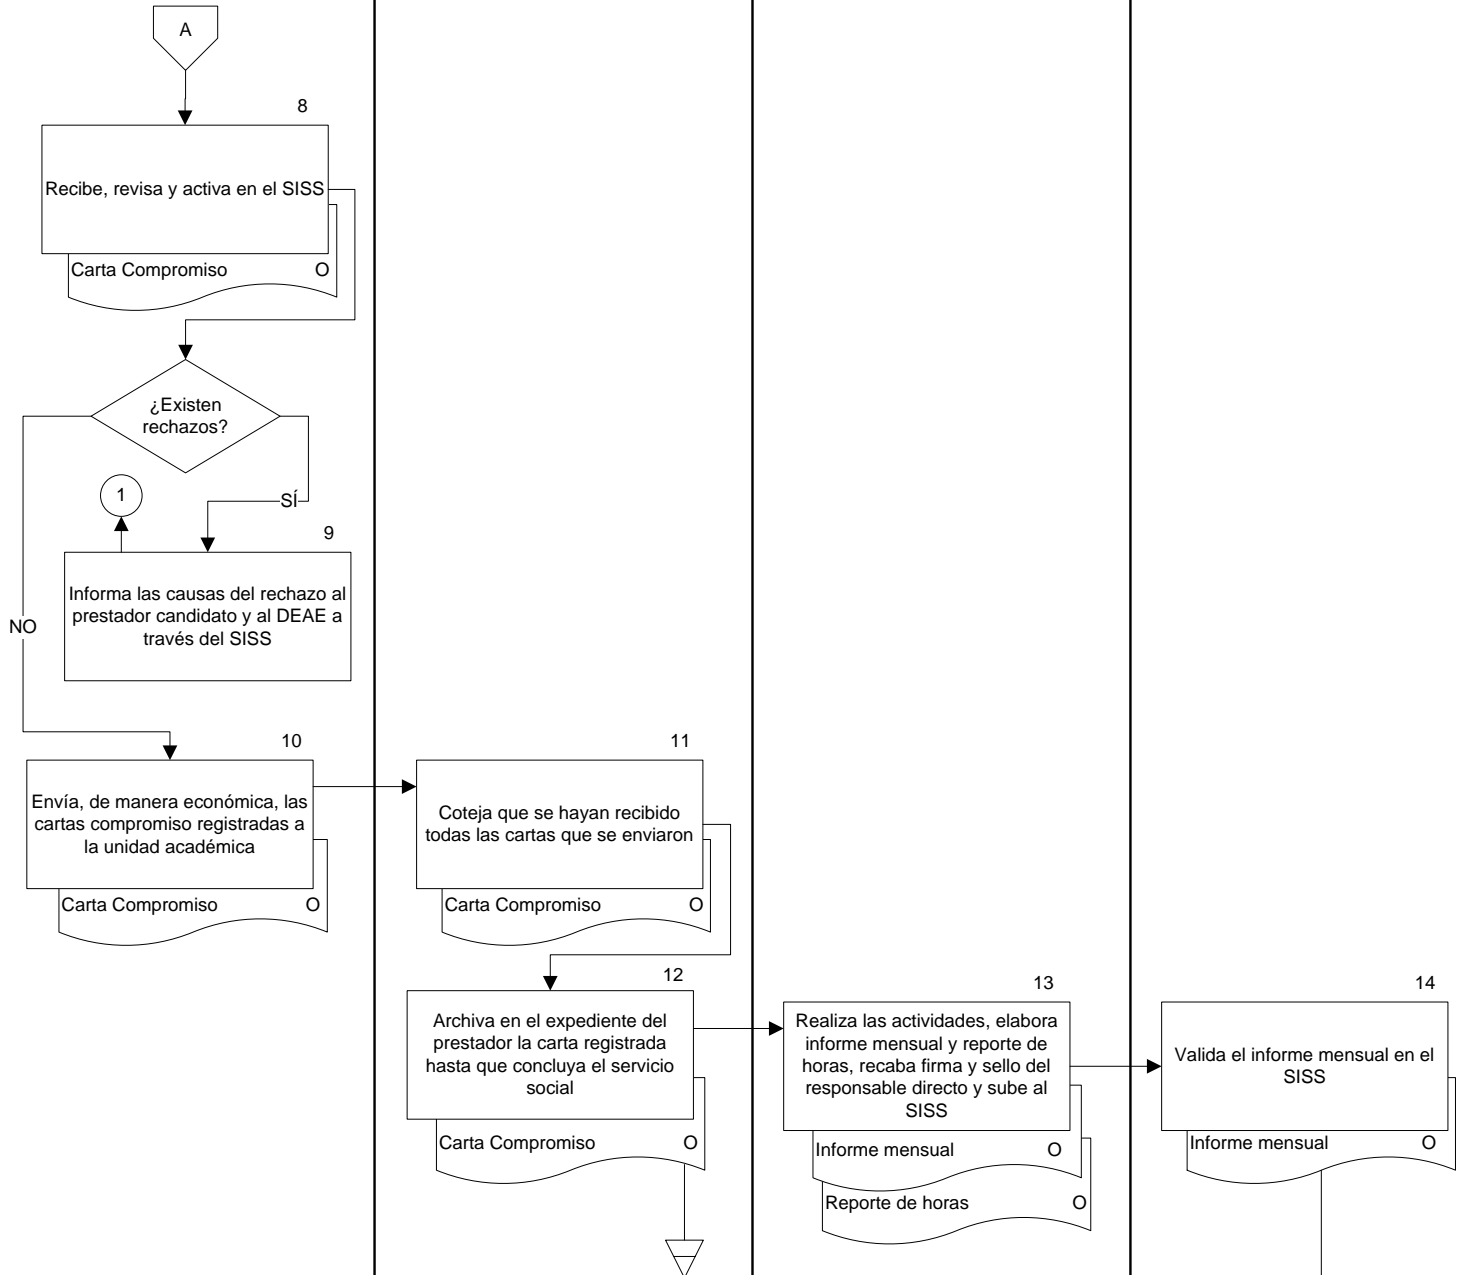 A
8
Recibe, revisa y activa en el SISS
Carta Compromiso O
¿Existen
rechazos?
1
SÍ
9
Informa las causas del rechazo al
prestador candidato y al DEAE a
través del SISS
NO
10
Envía, de manera económica, las
cartas compromiso registradas a
la unidad académica
Carta Compromiso O
11
Coteja que se hayan recibido
todas las cartas que se enviaron
Carta Compromiso O
12
Archiva en el expediente del
prestador la carta registrada
hasta que concluya el servicio
social
Carta Compromiso O
13
Realiza las actividades, elabora
informe mensual y reporte de
horas, recaba firma y sello del
responsable directo y sube al
SISS
Informe mensual O
Reporte de horas O
14
Valida el informe mensual en el
SISS
Informe mensual O